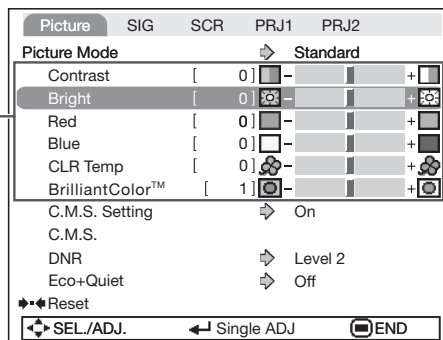 Picture SIG SCR PRJ1 PRJ2
Picture Mode Standard
Contrast [ 0 ] - +
Bright [ 0 ] - +
Red [ 0 ] - +
Blue [ 0 ] - +
CLR Temp [ 0 ] - +
BrilliantColor™ [ 1 ] - +
C.M.S. Setting On
C.M.S.
DNR Level 2
Eco+Quiet Off
Reset
SEL./ADJ. Single ADJ END